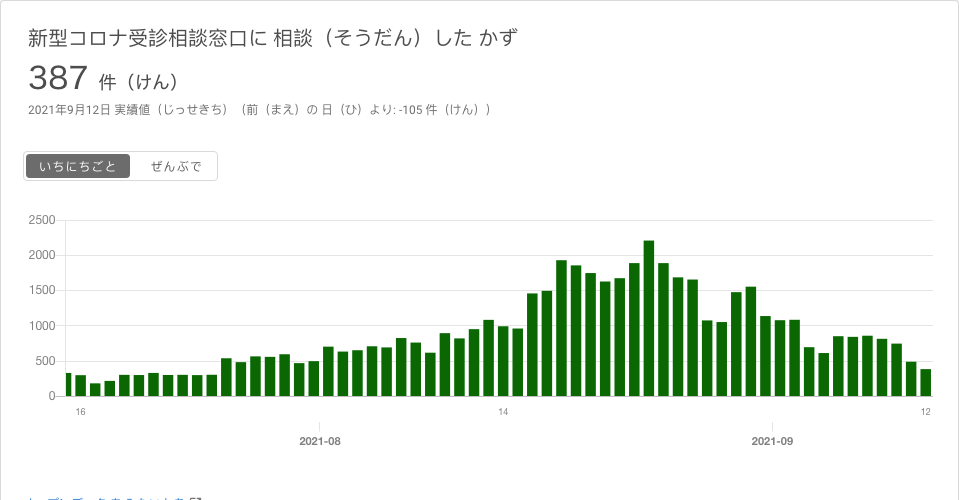 新型コロナ受診相談窓口に 相談（そうだん）した かず
387 件（けん）
2021年9月12日 実績値（じっせきち）（前（まえ）の 日（ひ）より: -105 件（けん））
いちにちごと ぜんぶで
2500
2000
1500
1000
500
0
16 14 12
2021-08 2021-09